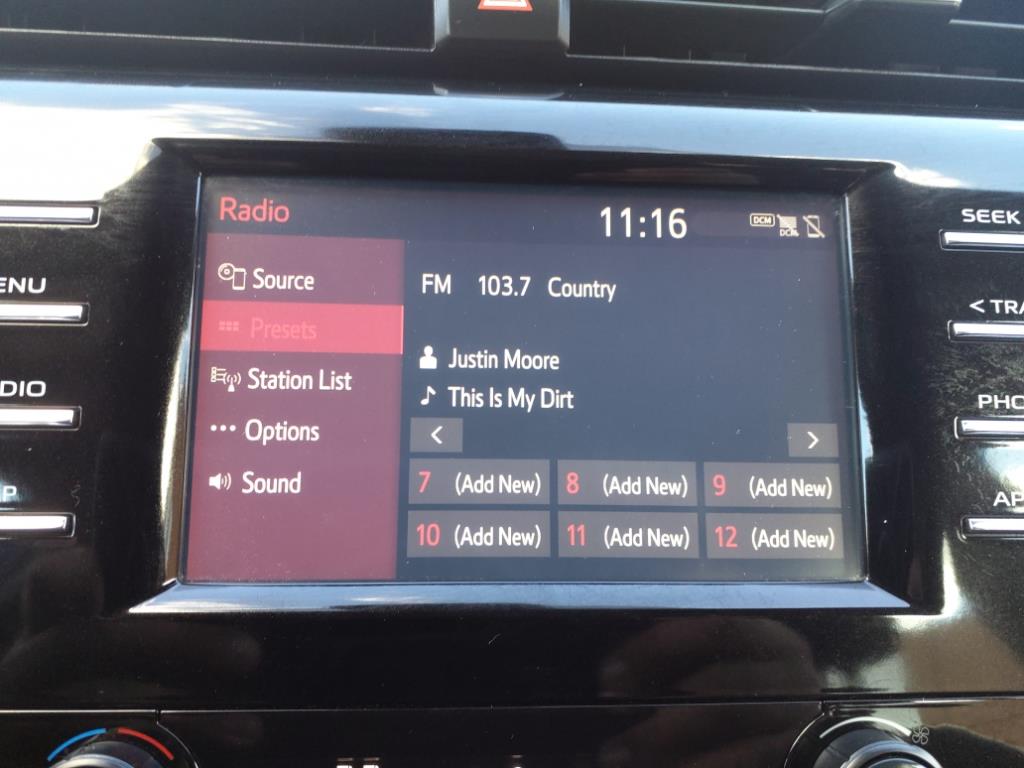 Radio
11:16
DCM
SEEK
Source
FM 103.7 Country
ENU
Presets
< TRA
Justin Moore
Station List
This Is My Dirt
DIO
PHO
Options
<
>
Sound
7 (Add New) 8 (Add New) 9 (Add New)
P
AP
10 (Add New) 11 (Add New) 12 (Add New)